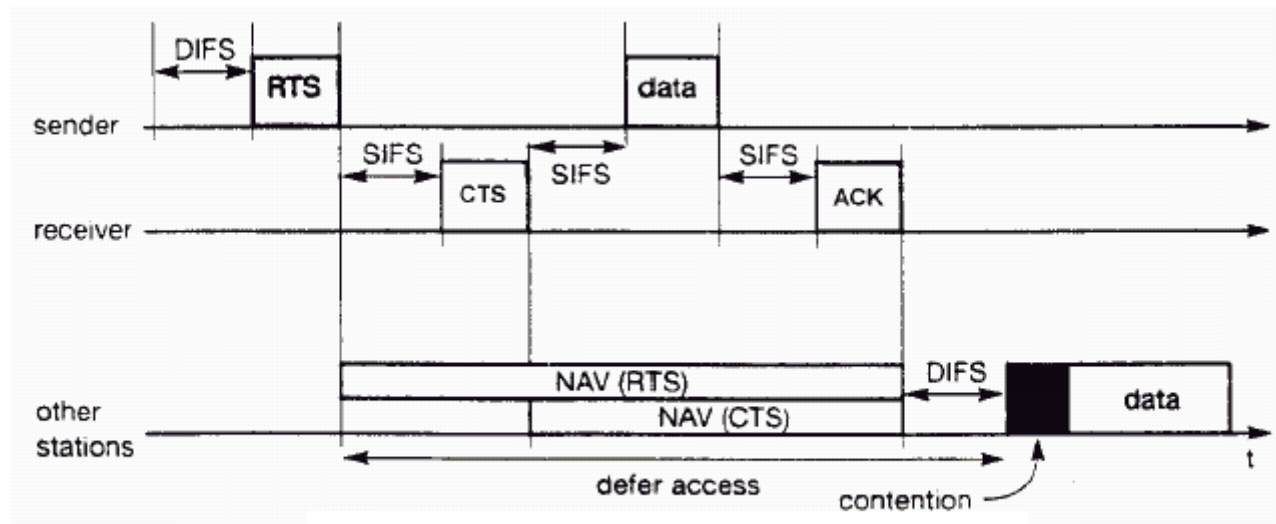 DIFS
RTS
data
sender
SIFS
SIFS
SIFS
CTS
ACK
receiver
NAV (RTS)
DIFS
other
stations
NAV (CTS)
data
t
defer access
contention